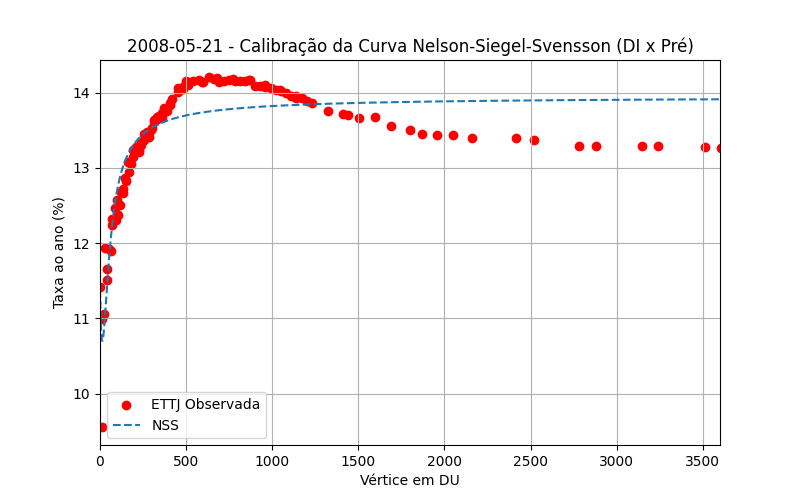 2008-05-21 - Calibração da Curva Nelson-Siegel-Svensson (DI x Pré)
Taxa ao ano (%)
14
13
12
11
10
ETTJ Observada
NSS
0 500 1000 1500 2000 2500 3000 3500
Vértice em DU